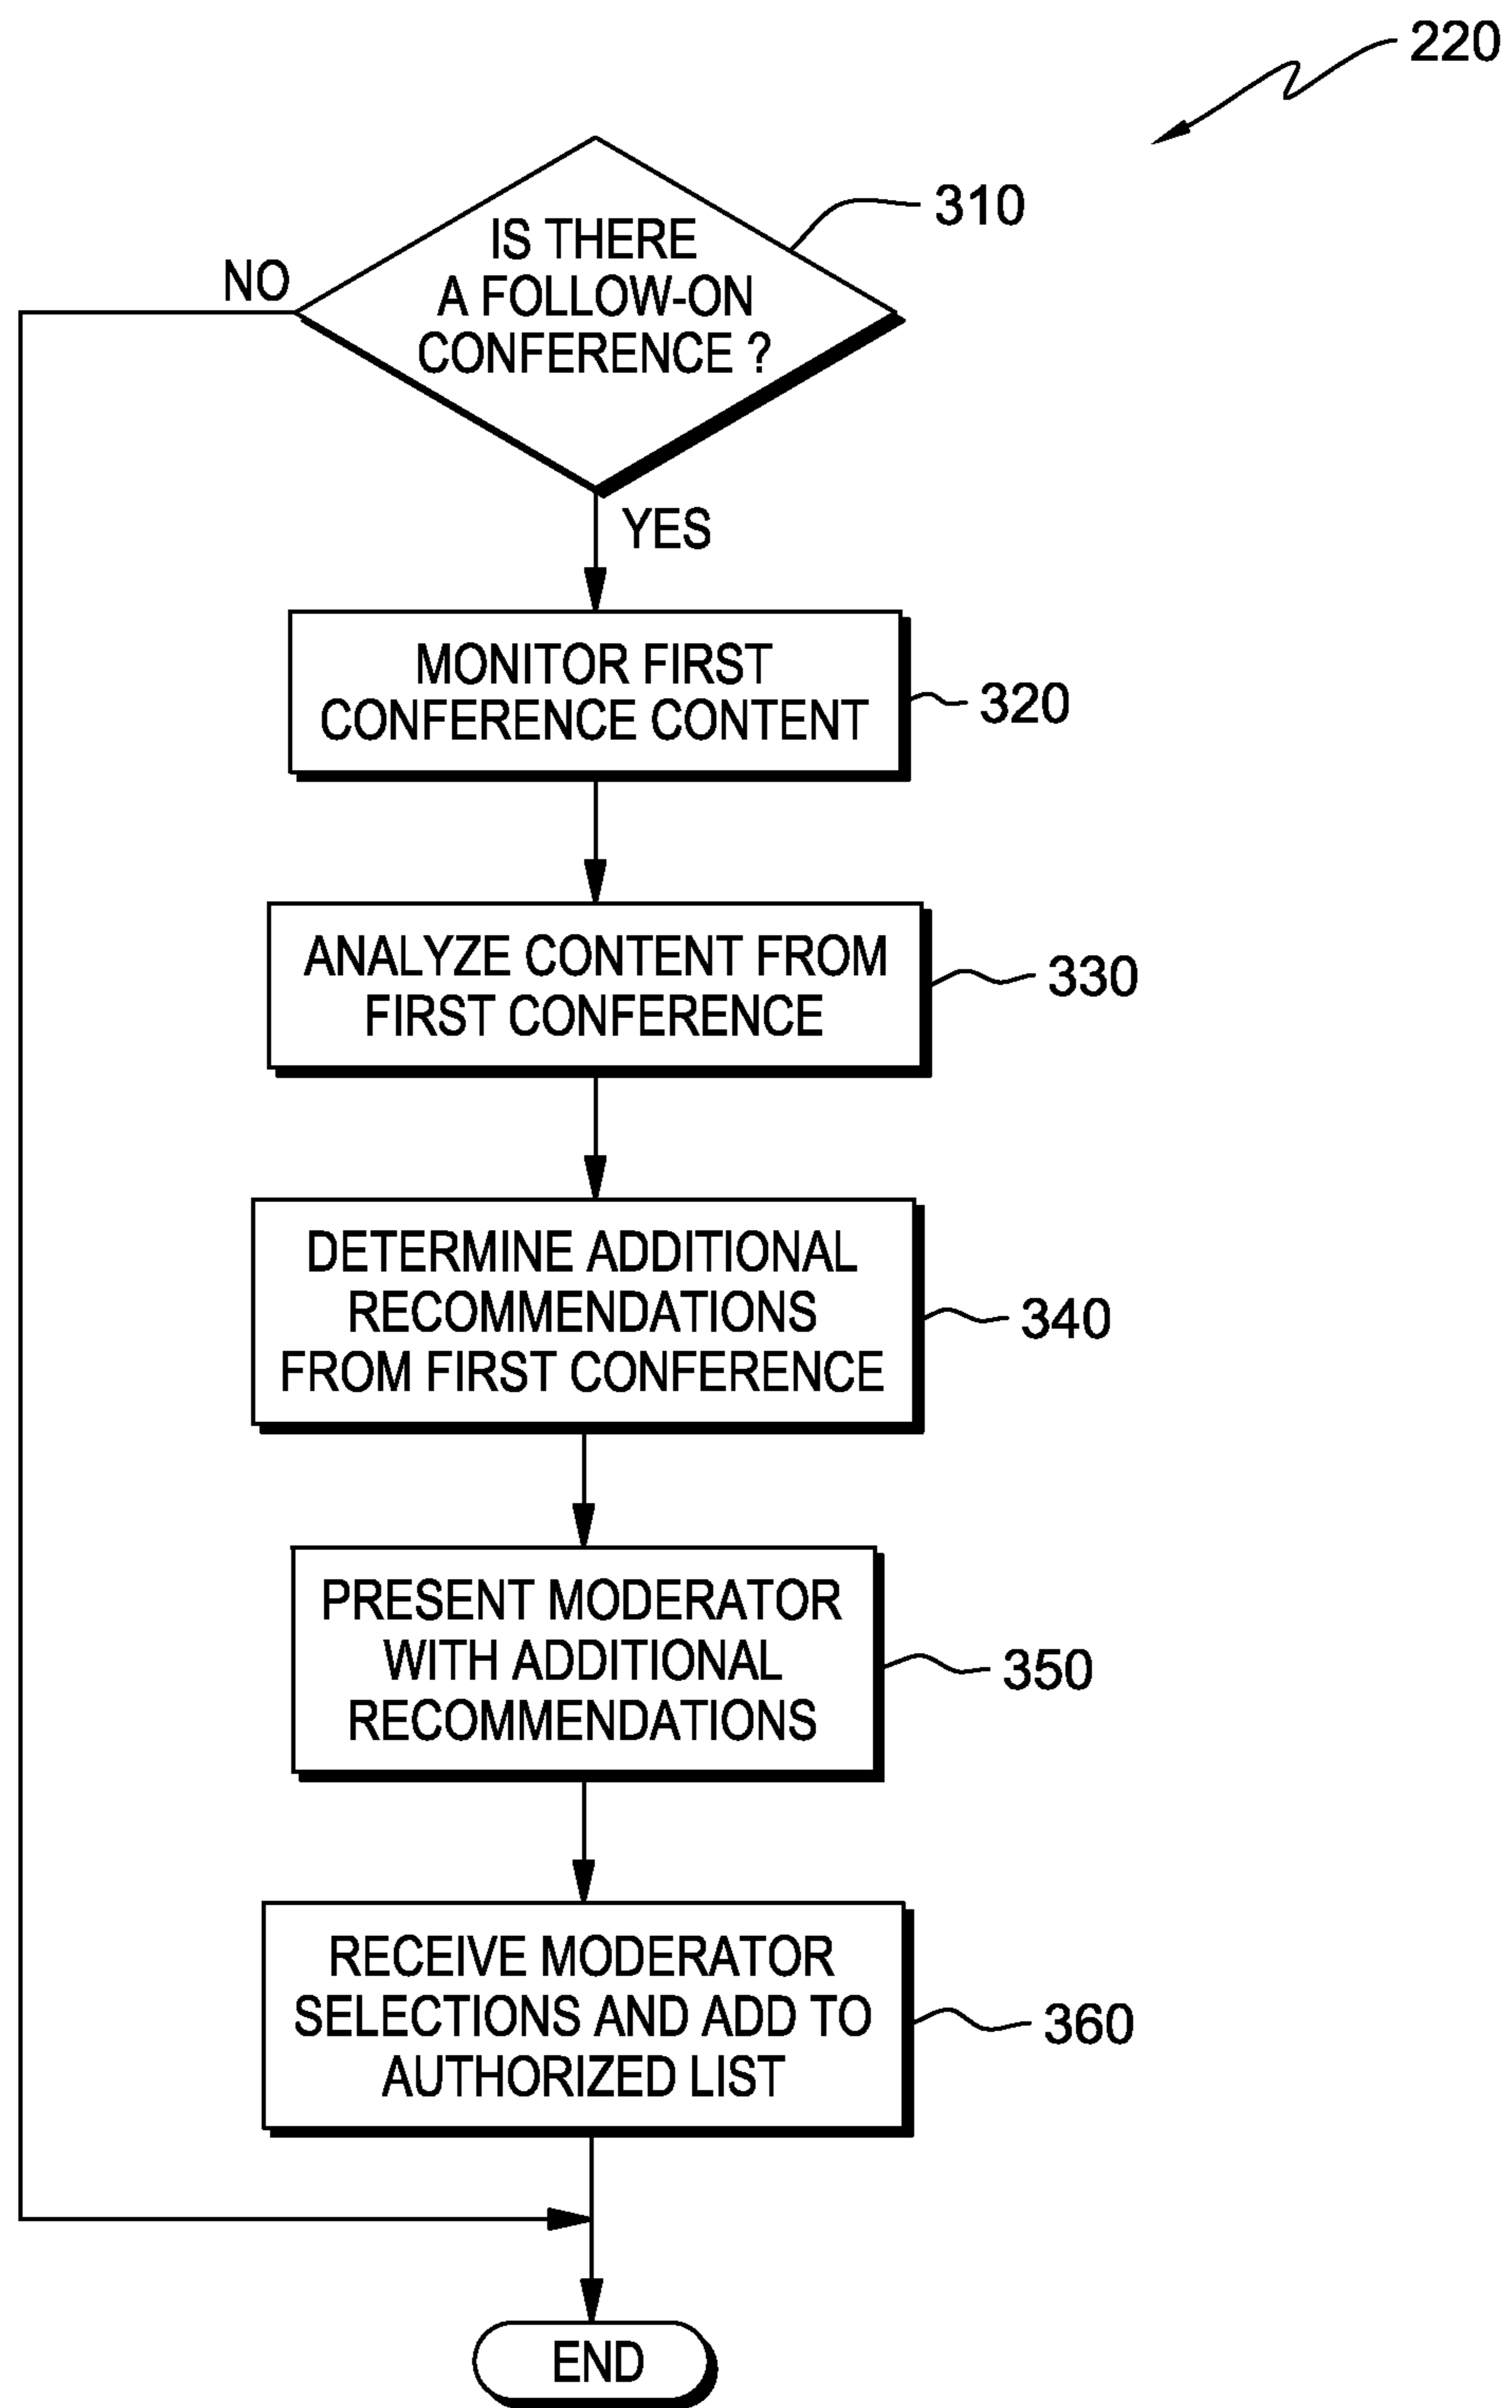 220
310
IS THERE
A FOLLOW-ON
CONFERENCE ?
NO
YES
MONITOR FIRST
CONFERENCE CONTENT
320
ANALYZE CONTENT FROM
FIRST CONFERENCE
330
DETERMINE ADDITIONAL
RECOMMENDATIONS
FROM FIRST CONFERENCE
340
PRESENT MODERATOR
WITH ADDITIONAL
RECOMMENDATIONS
350
RECEIVE MODERATOR
SELECTIONS AND ADD TO
AUTHORIZED LIST
360
END